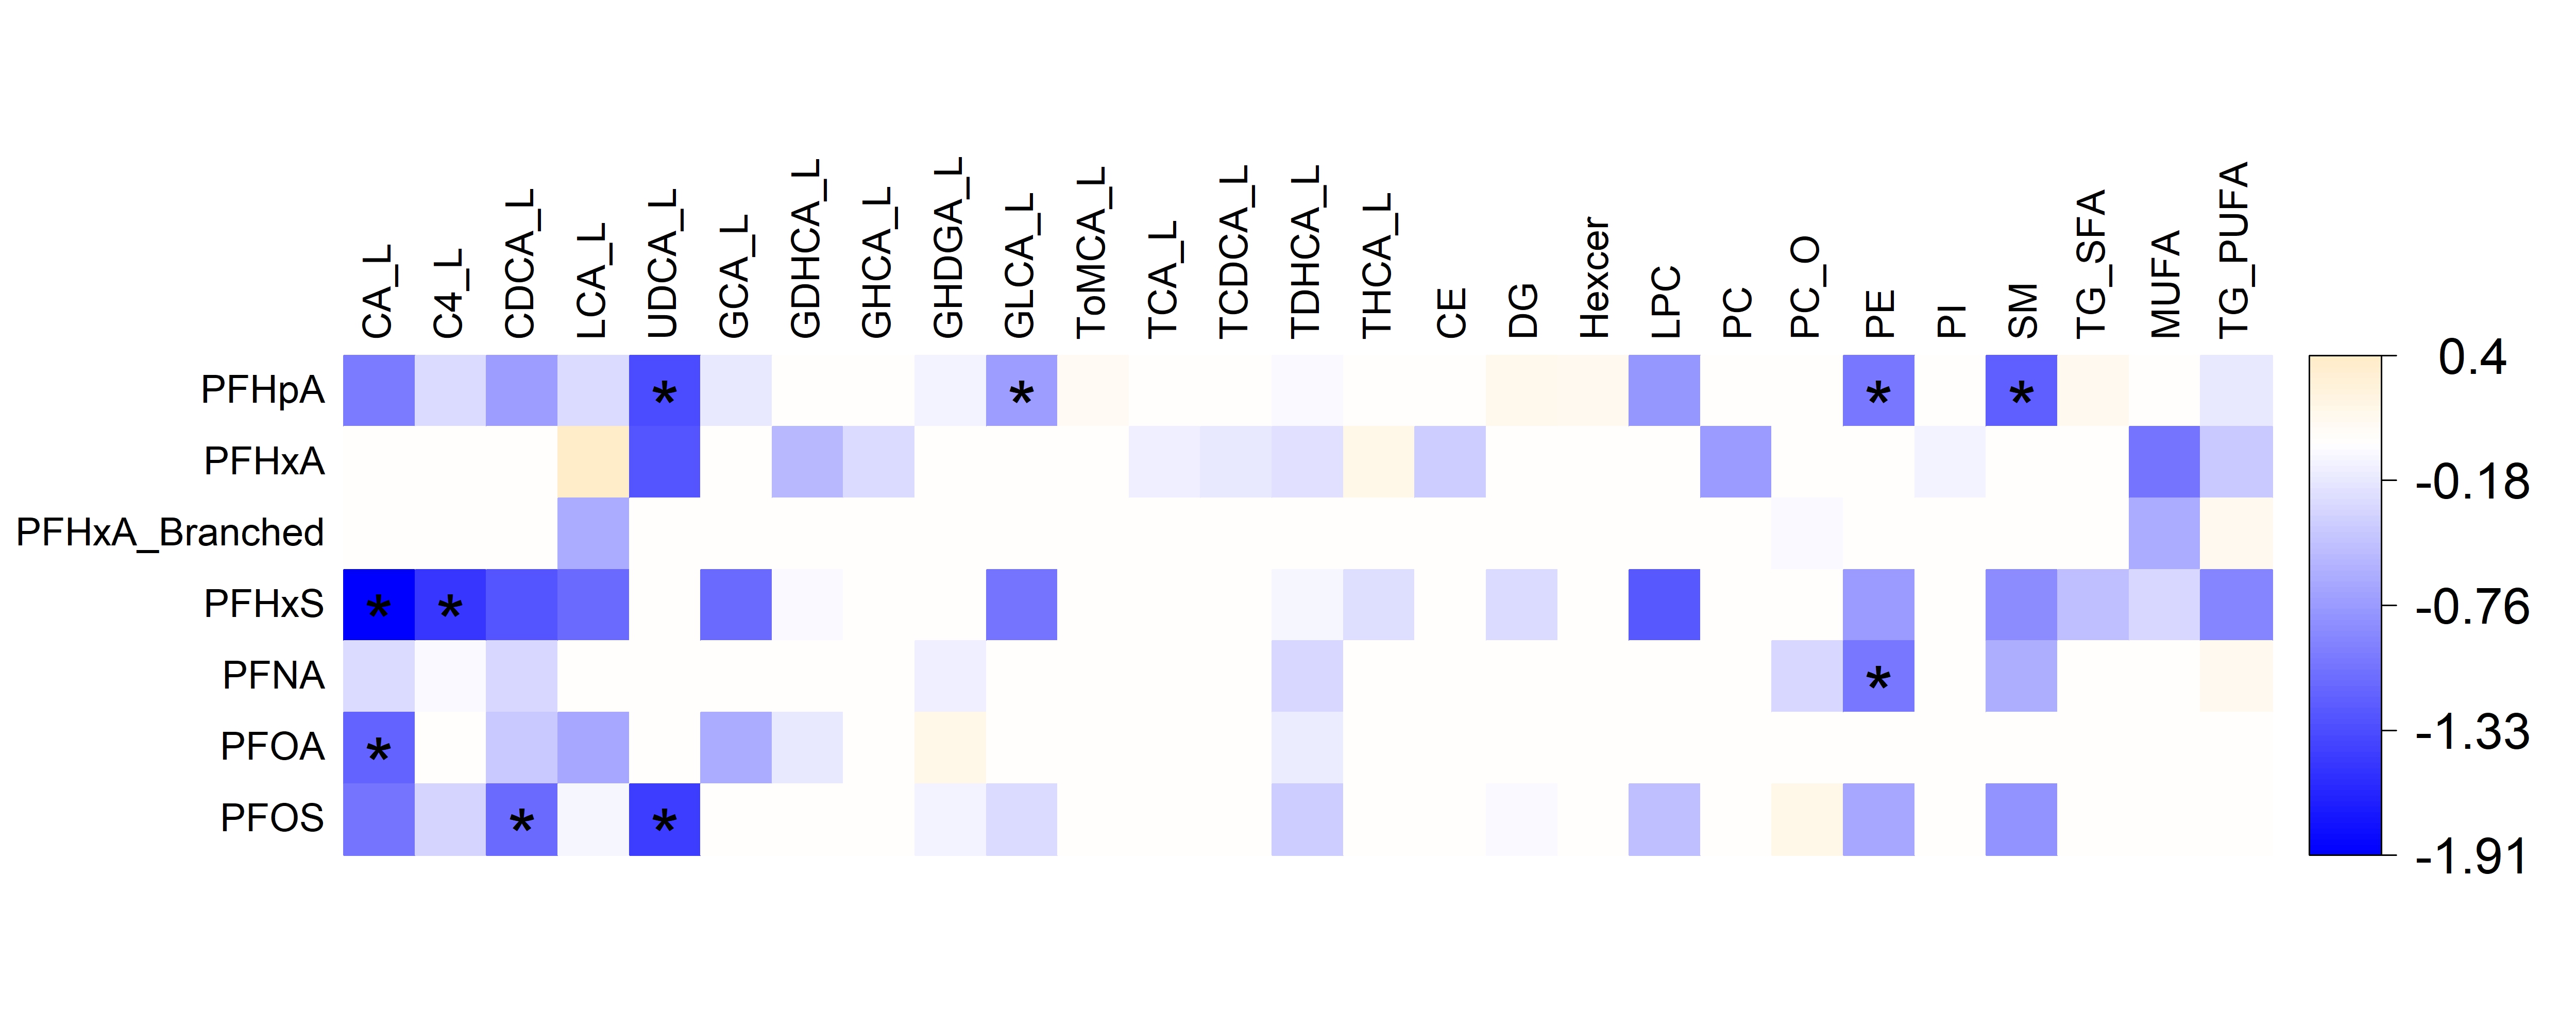 CA_L
C4_L
CDCA_L
LCA_L
UDCA_L
GCA_L
GDHCA_L
GHCA_L
GHDGA_L
GLCA_L
ToMCA_L
TCA_L
TCDCA_L
TDHCA_L
THCA_L
CE
DG
Hexcer
LPC
PC
PC_O
PE
PI
SM
TG_SFA
MUFA
TG_PUFA
PFHpA * * * *
PFHxA
PFHxA_Branched
PFHxS * *
PFNA *
PFOA *
PFOS * *
0.4
-0.18
-0.76
-1.33
-1.91